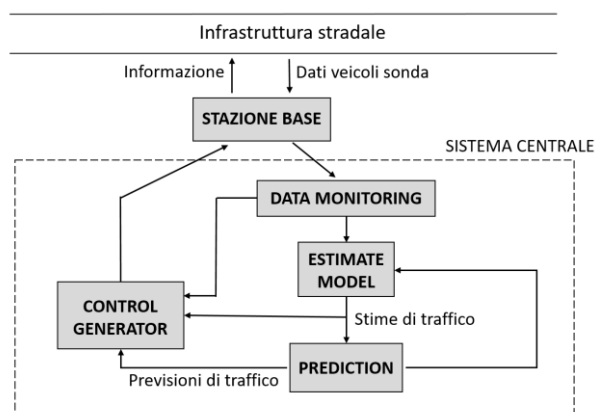 Infrastruttura stradale
Informazione
Dati veicoli sonda
STAZIONE BASE
SISTEMA CENTRALE
DATA MONITORING
ESTIMATE
MODEL
CONTROL
GENERATOR
Stime di traffico
PREDICTION
Previsioni di traffico